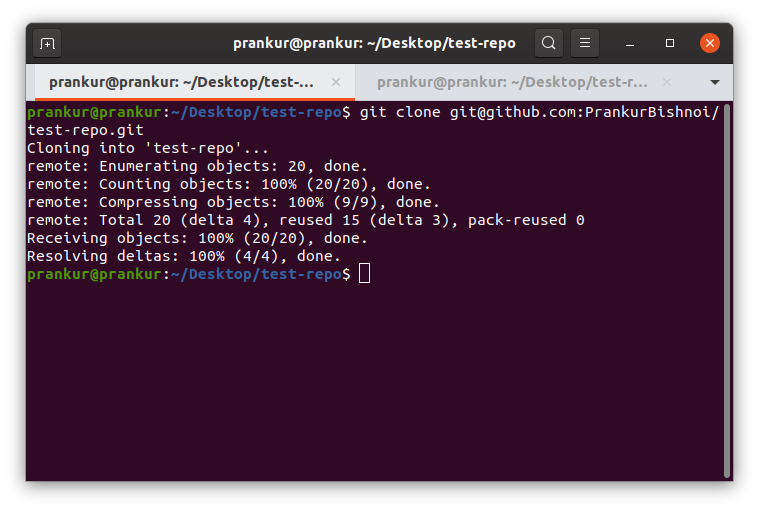 prankur@prankur: ~/Desktop/test-repo
prankur@prankur: ~/Desktop/test-...
prankur@prankur: ~/Desktop/test-r...
prankur@prankur:~/Desktop/test-repo$ git clone git@github.com:PrankurBishnoi/
test-repo.git
Cloning into 'test-repo'...
remote: Enumerating objects: 20, done.
remote: Counting objects: 100% (20/20), done.
remote: Compressing objects: 100% (9/9), done.
remote: Total 20 (delta 4), reused 15 (delta 3), pack-reused 0
Receiving objects: 100% (20/20), done.
Resolving deltas: 100% (4/4), done.
prankur@prankur:~/Desktop/test-repo$